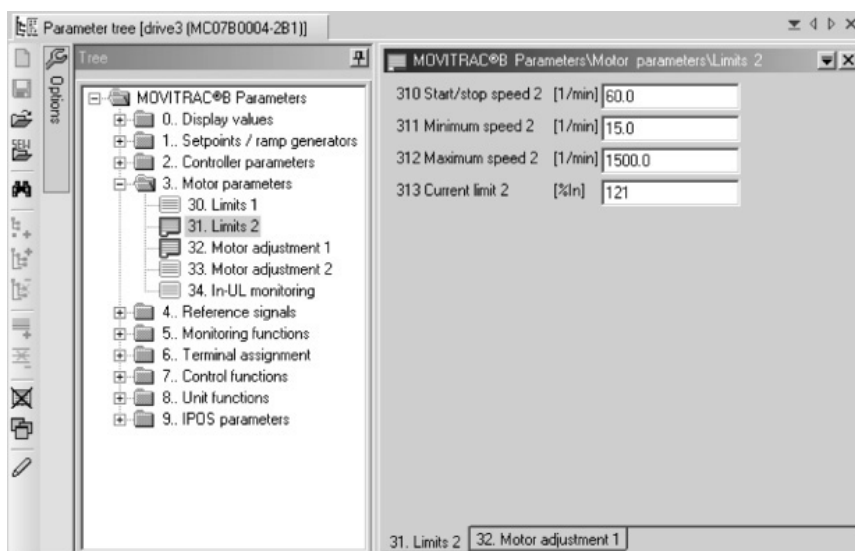 Parameter tree [drive3 (MC07B0004-2B1)]
Options
Tree
MOVITRAC®B Parameters
0.. Display values
1.. Setpoints / ramp generators
2.. Controller parameters
3.. Motor parameters
30. Limits 1
31. Limits 2
32. Motor adjustment 1
33. Motor adjustment 2
34. In-UL monitoring
4.. Reference signals
5.. Monitoring functions
6.. Terminal assignment
7.. Control functions
8.. Unit functions
9.. IPOS parameters
MOVITRAC®B Parameters\Motor parameters\Limits 2
310 Start/stop speed 2 [1/min] 60.0
311 Minimum speed 2 [1/min] 15.0
312 Maximum speed 2 [1/min] 1500.0
313 Current limit 2 [%In] 121
31. Limits 2 32. Motor adjustment 1